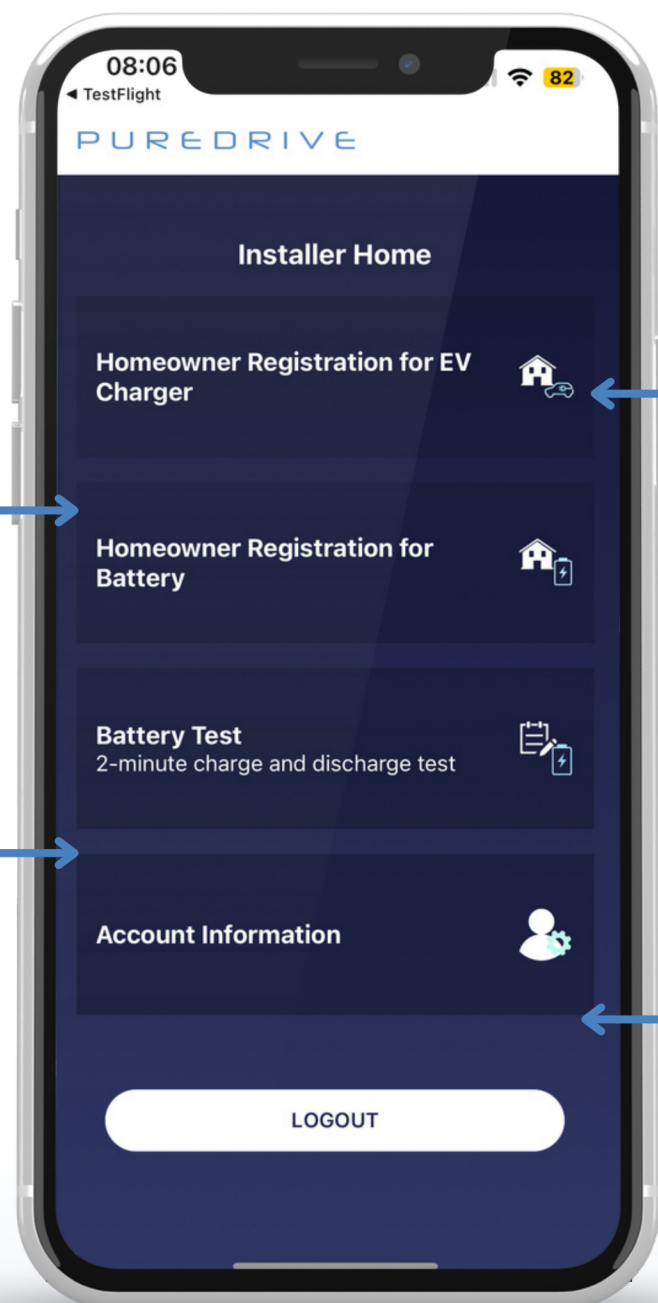 08:06
82
◀ TestFlight
PUREDRIVE
Installer Home
Homeowner Registration for EV
Charger
Homeowner Registration for
Battery
Battery Test
2-minute charge and discharge test
Account Information
LOGOUT